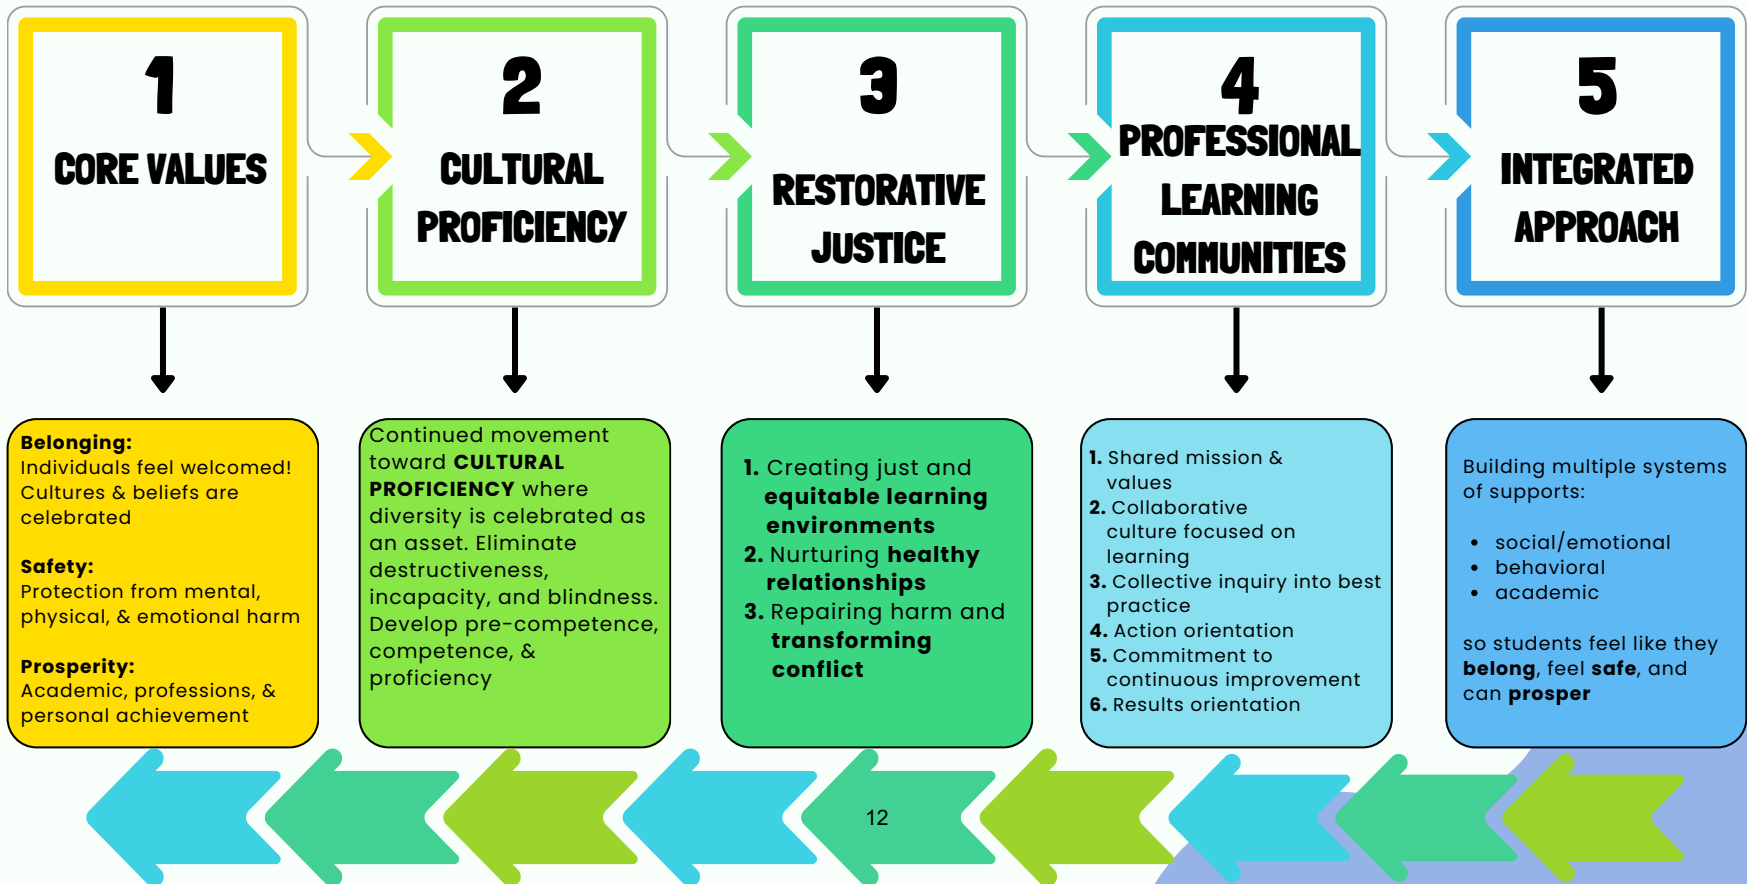 1
CORE VALUES
2
CULTURAL
PROFICIENCY
3
RESTORATIVE
JUSTICE
4
PROFESSIONAL
LEARNING
COMMUNITIES
5
INTEGRATED
APPROACH
Belonging:
Individuals feel welcomed!
Cultures & beliefs are
celebrated
Safety:
Protection from mental,
physical, & emotional harm
Prosperity:
Academic, professions, &
personal achievement
Continued movement
toward CULTURAL
PROFICIENCY where
diversity is celebrated as
an asset. Eliminate
destructiveness,
incapacity, and blindness.
Develop pre-competence,
competence, &
proficiency
1. Creating just and
equitable learning
environments
2. Nurturing healthy
relationships
3. Repairing harm and
transforming
conflict
1. Shared mission &
values
2. Collaborative
culture focused on
learning
3. Collective inquiry into best
practice
4. Action orientation
5. Commitment to
continuous improvement
6. Results orientation
Building multiple systems
of supports:
• social/emotional
• behavioral
• academic
so students feel like they
belong, feel safe, and
can prosper
12